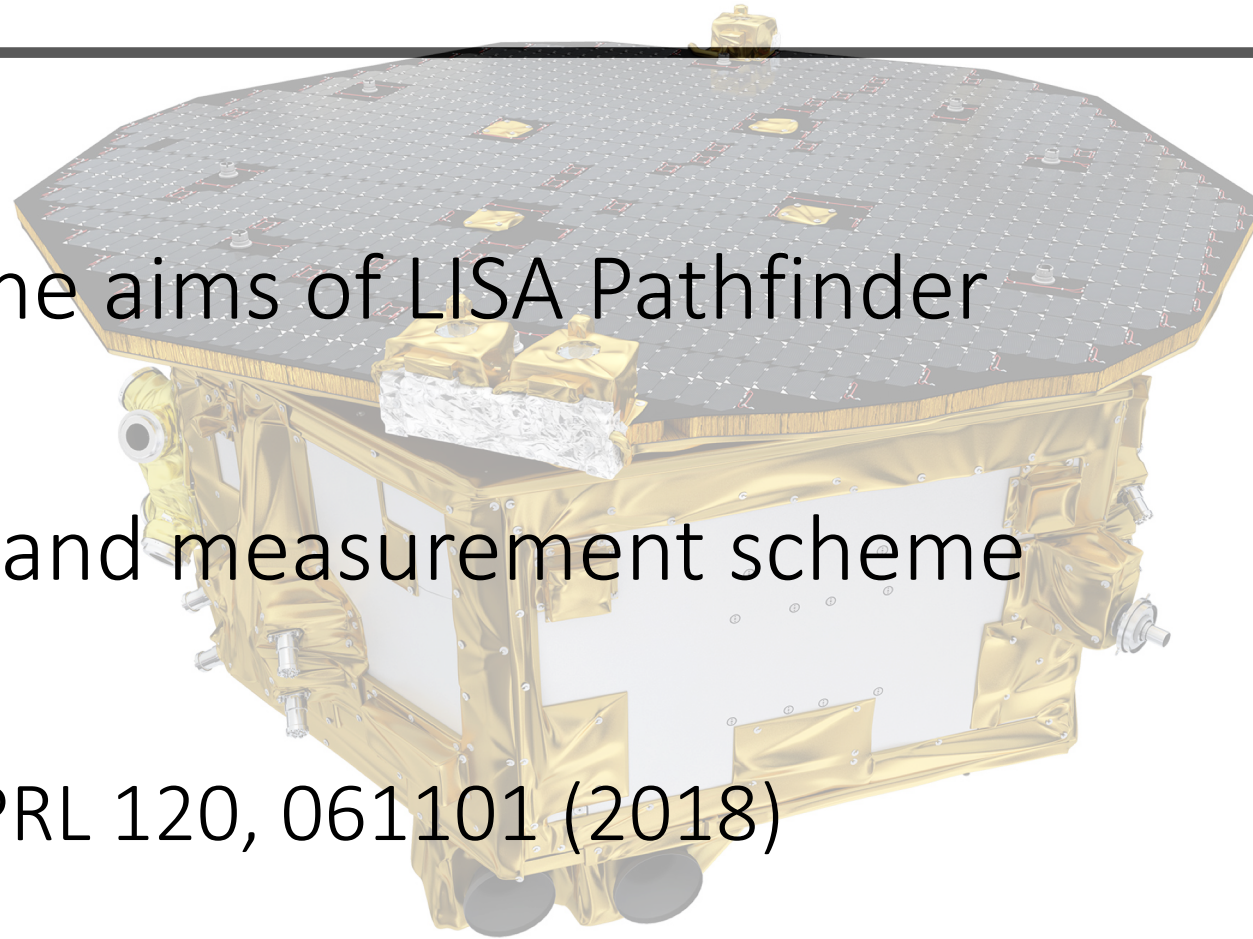 he aims of LISA Pathfinder
and measurement scheme
PRL 120, 061101 (2018)